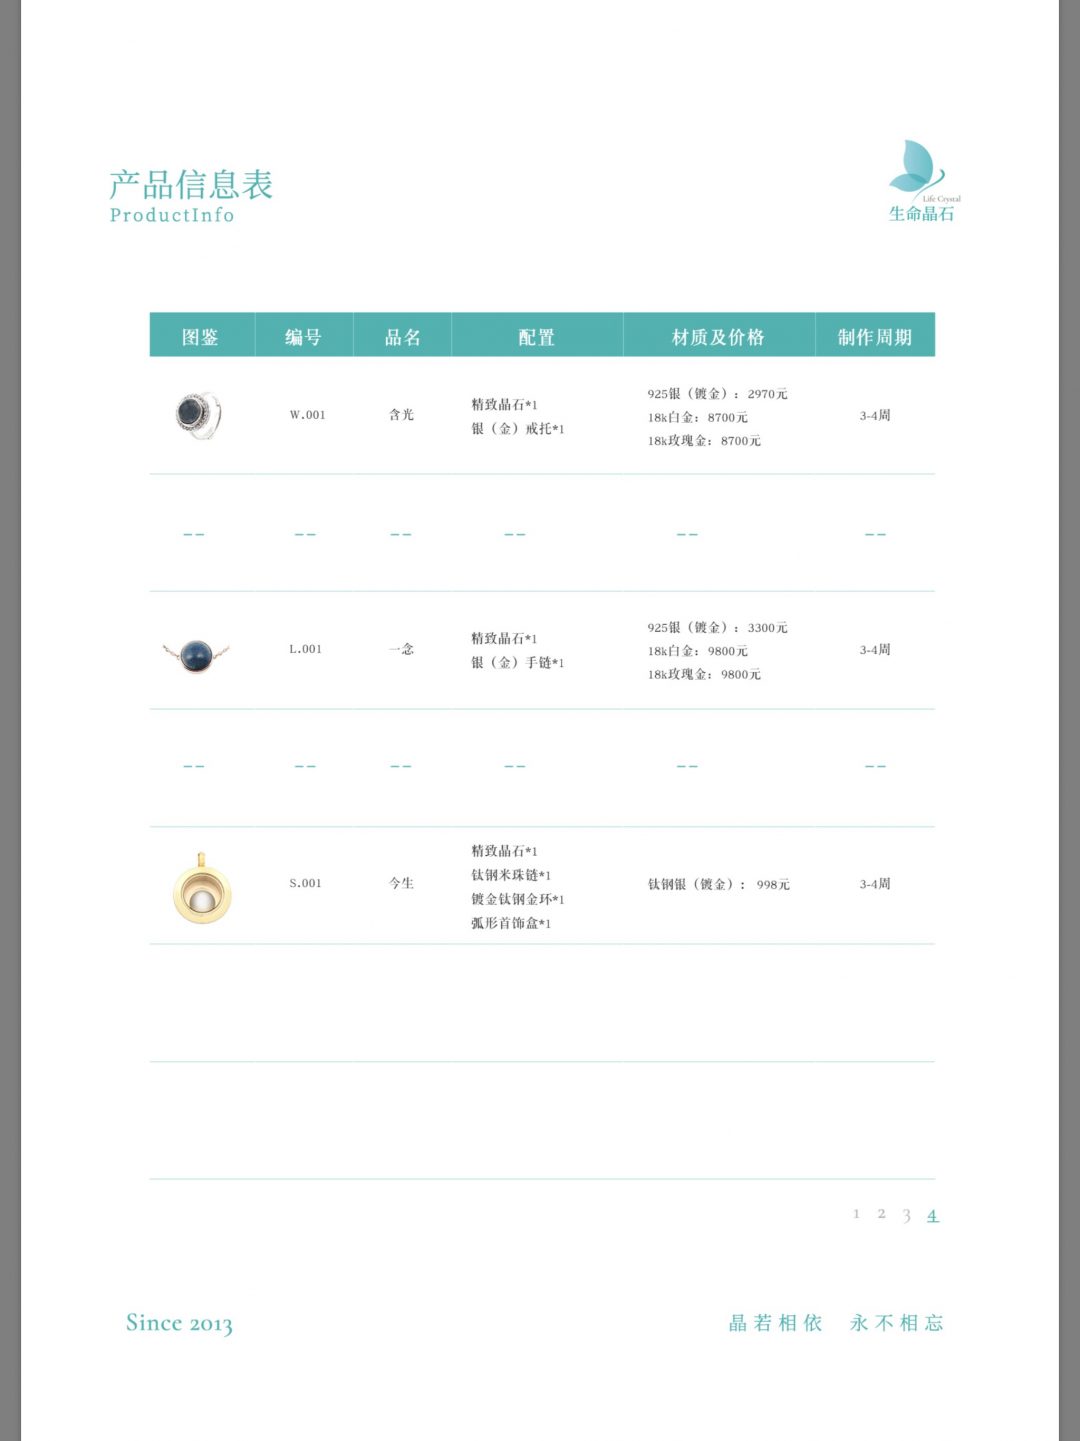 产品信息表
ProductInfo
Life Crystal
生命晶石
图鉴 编号 品名 配置 材质及价格 制作周期
W.001 含光
精致晶石*1
银（金）戒托*1
925银（镀金）：2970元
18k白金：8700元
18k玫瑰金：8700元
3-4周
-- -- -- -- -- --
L.001 一念
精致晶石*1
银（金）手链*1
925银（镀金）：3300元
18k白金：9800元
18k玫瑰金：9800元
3-4周
-- -- -- -- -- --
S.001 今生
精致晶石*1
钛钢米珠链*1
镀金钛钢金环*1
弧形首饰盒*1
钛钢银（镀金）： 998元
3-4周
1 2 3 4
Since 2013
晶若相依 永不相忘